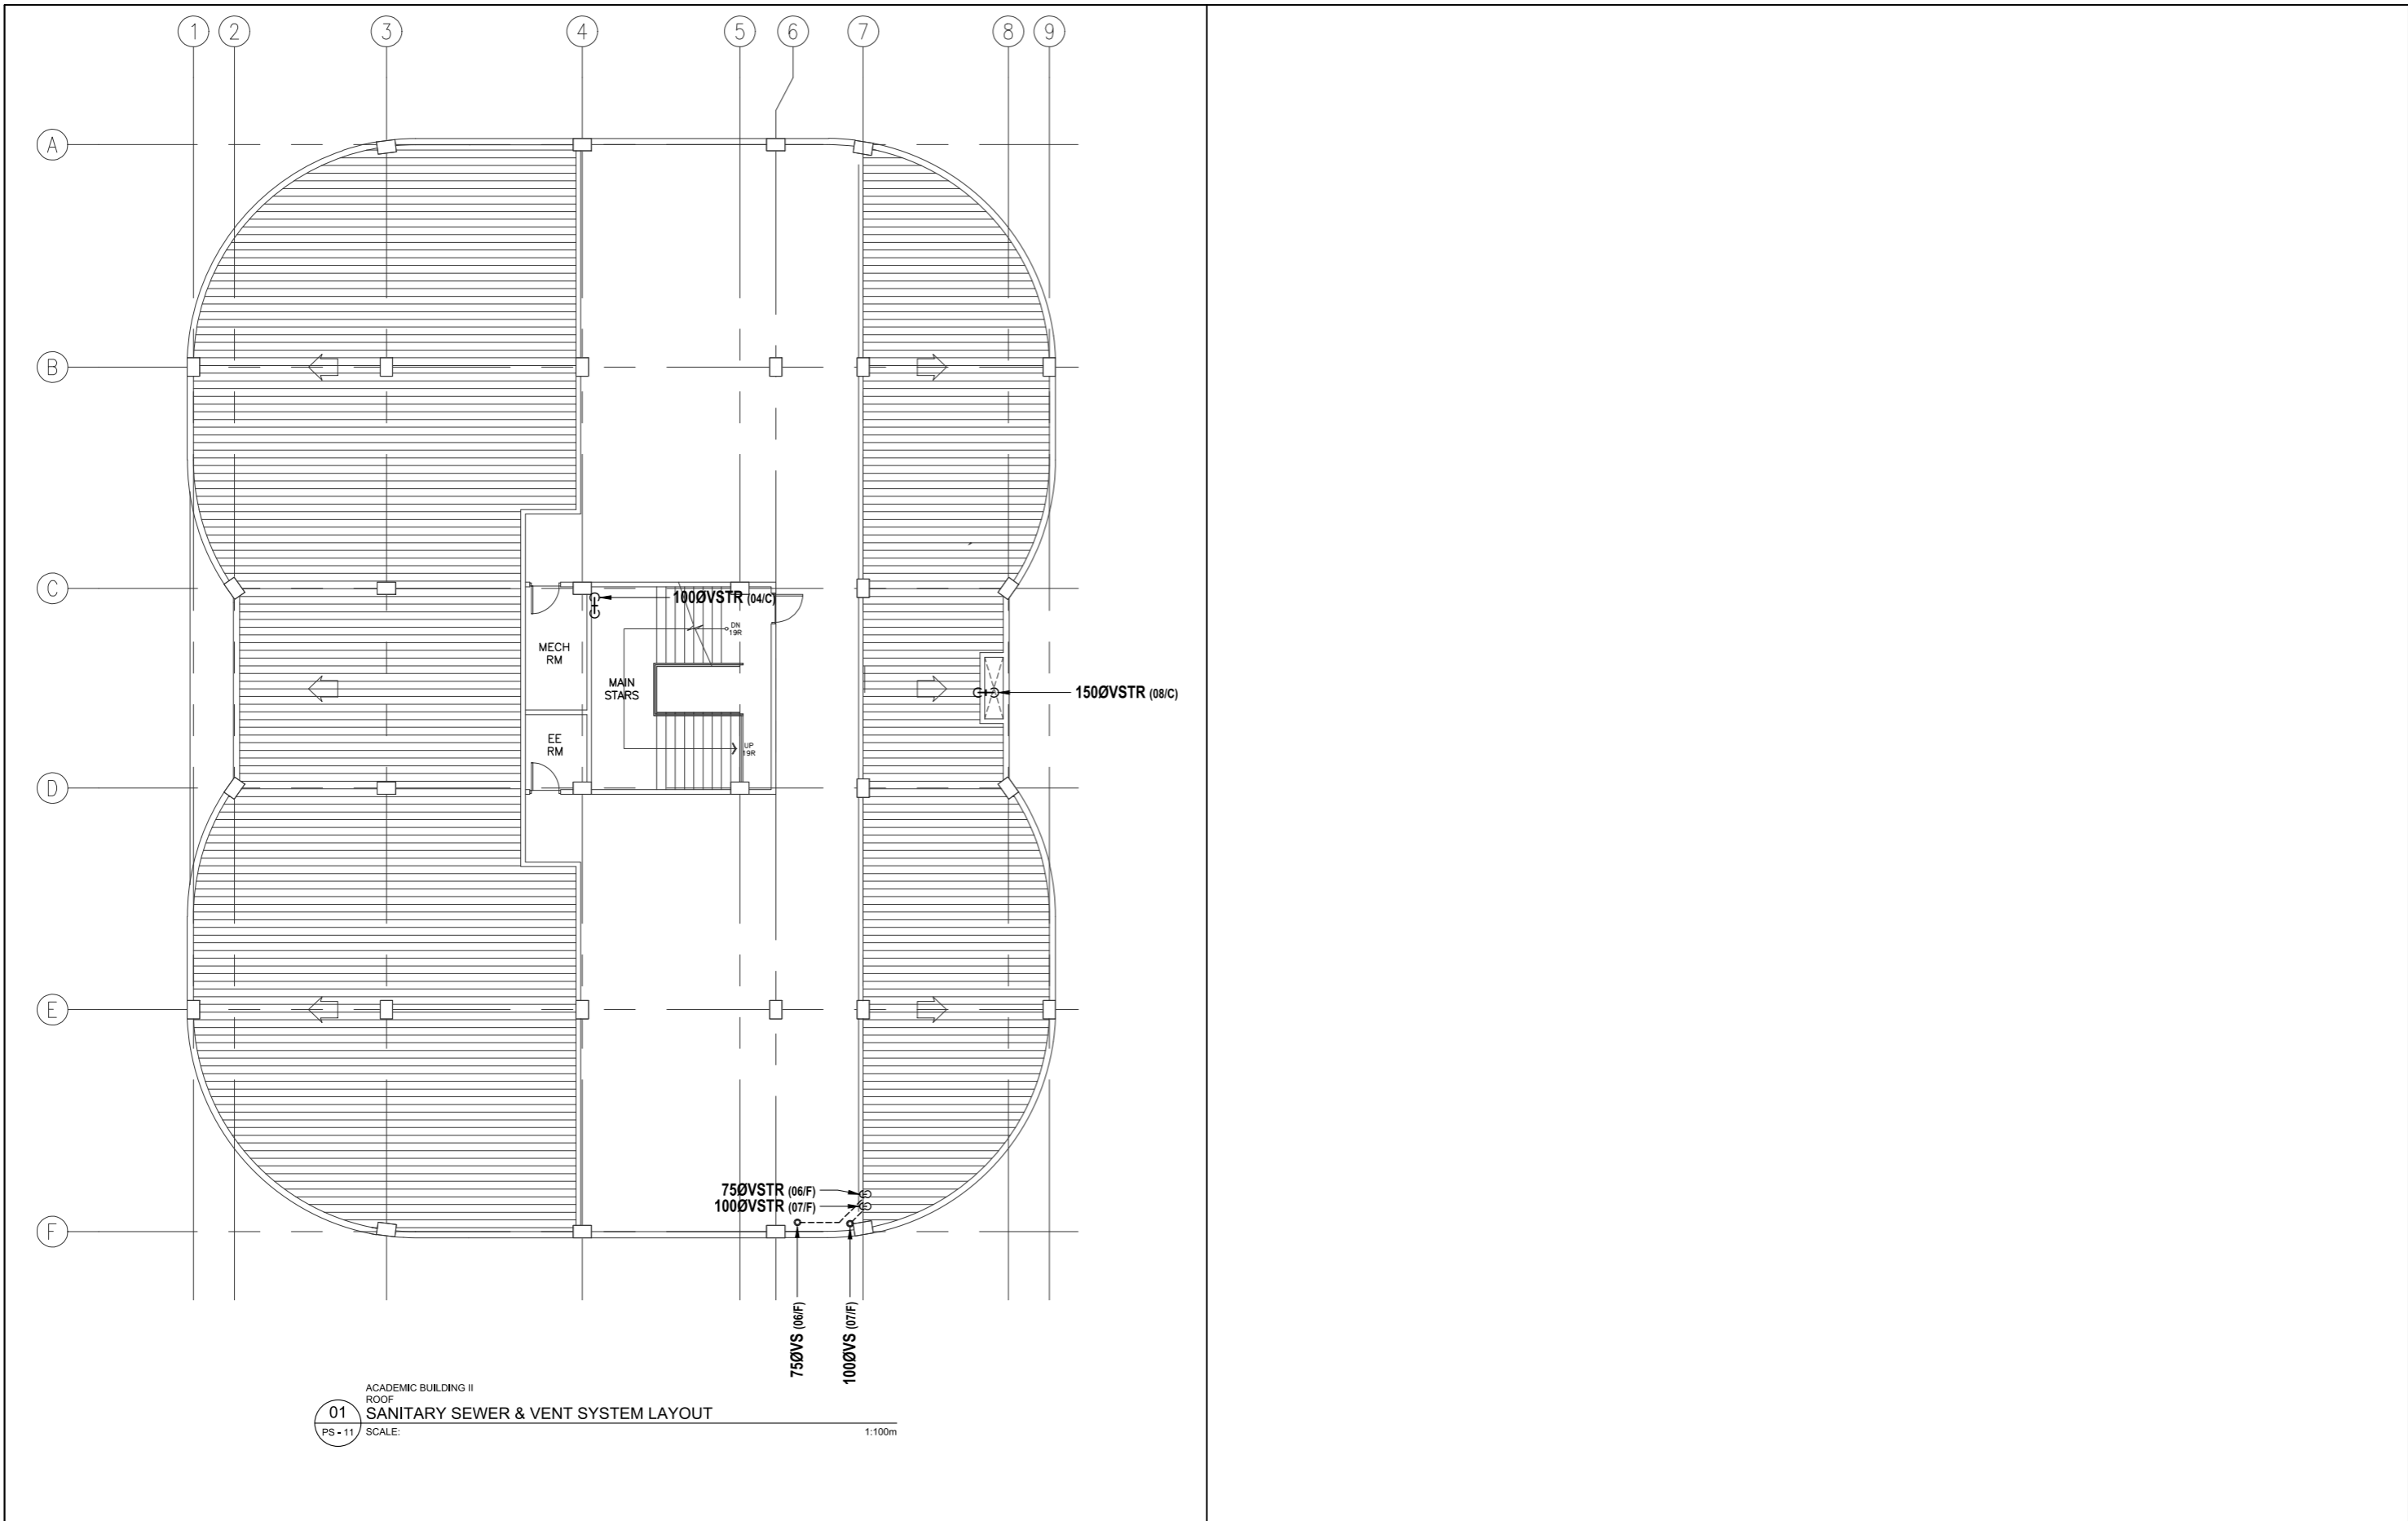 1 2 3 4 5 6 7 8 9
A
B
C
100ØVSTR (04/C)
DN
19R
MECH
RM
MAIN
STARS
150ØVSTR (08/C)
EE
RM
UP
19R
D
E
75ØVSTR (06/F)
100ØVSTR (07/F)
F
75ØVS (06/F)
100ØVS (07/F)
ACADEMIC BUILDING II
ROOF
01 SANITARY SEWER & VENT SYSTEM LAYOUT
PS - 11 SCALE: 1:100m